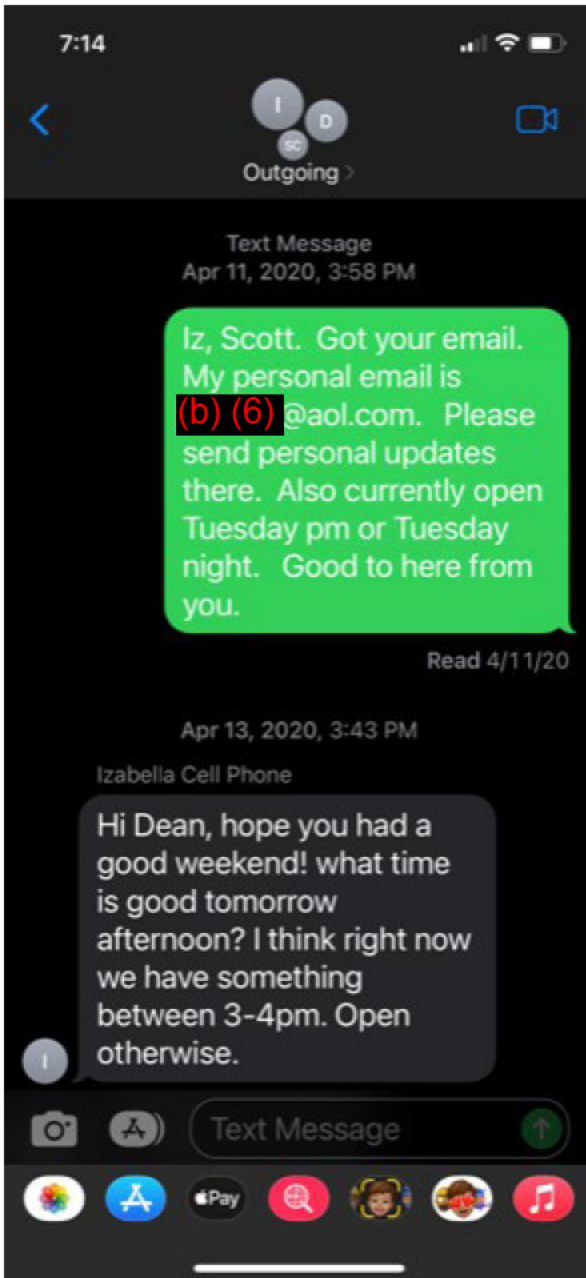 7:14
I
D
SC
Outgoing >
Text Message
Apr 11, 2020, 3:58 PM
Iz, Scott.  Got your email.
My personal email is
(b) (6) @aol.com.  Please
send personal updates
there.  Also currently open
Tuesday pm or Tuesday
night.  Good to here from
you.
Read 4/11/20
Apr 13, 2020, 3:43 PM
Izabella Cell Phone
Hi Dean, hope you had a
good weekend! what time
is good tomorrow
afternoon? I think right now
we have something
between 3-4pm. Open
otherwise.
I
Text Message
Pay